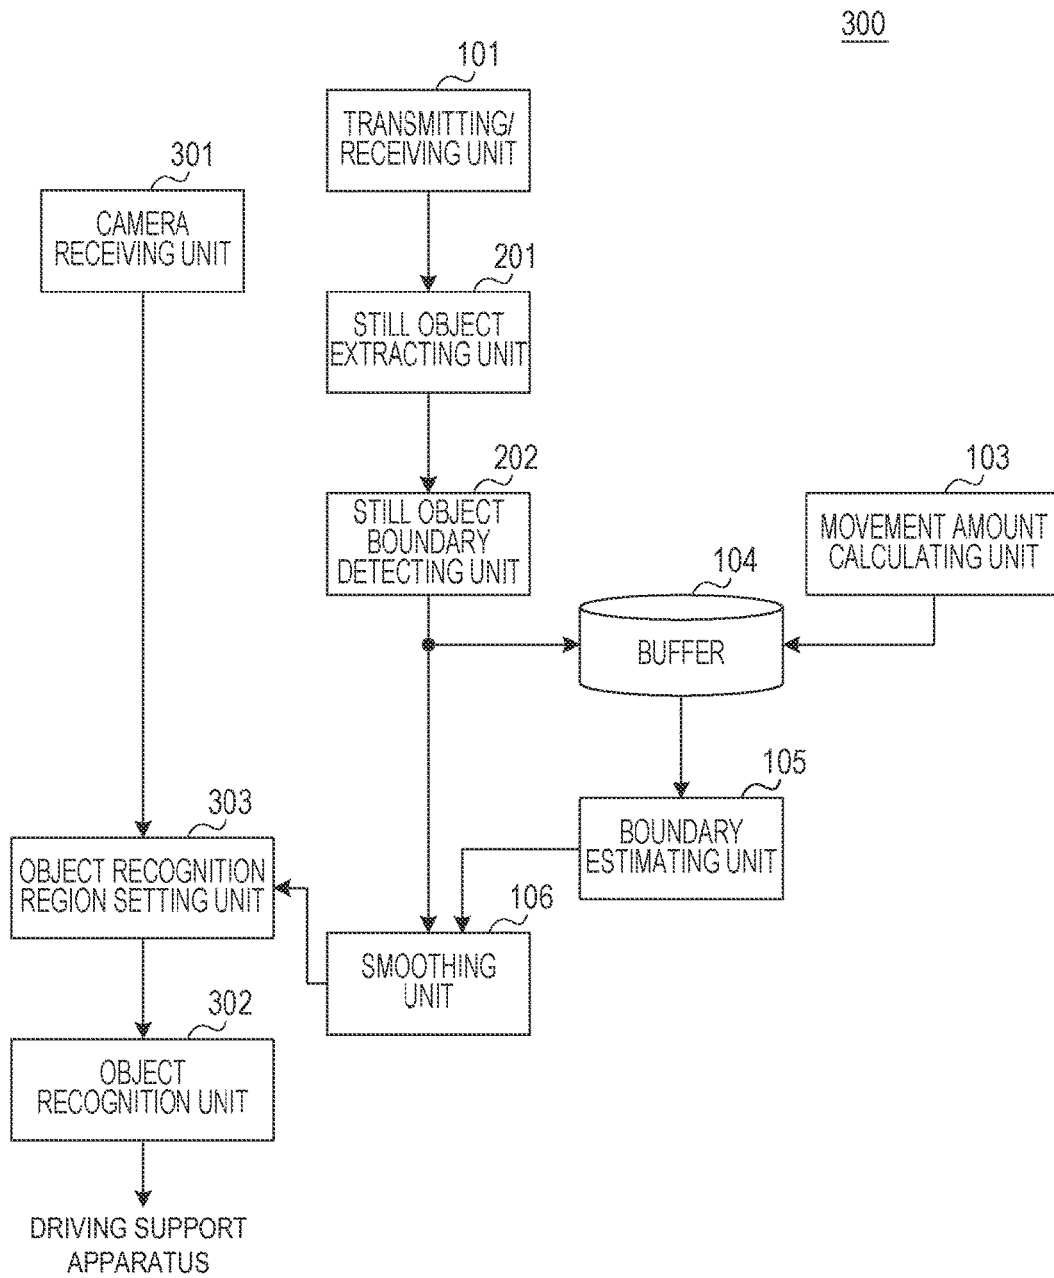 300
101
TRANSMITTING/
RECEIVING UNIT
301
CAMERA
RECEIVING UNIT
201
STILL OBJECT
EXTRACTING UNIT
202
STILL OBJECT
BOUNDARY
DETECTING UNIT
103
MOVEMENT AMOUNT
CALCULATING UNIT
104
BUFFER
105
BOUNDARY
ESTIMATING UNIT
303
OBJECT RECOGNITION
REGION SETTING UNIT
106
SMOOTHING
UNIT
302
OBJECT
RECOGNITION UNIT
DRIVING SUPPORT
APPARATUS